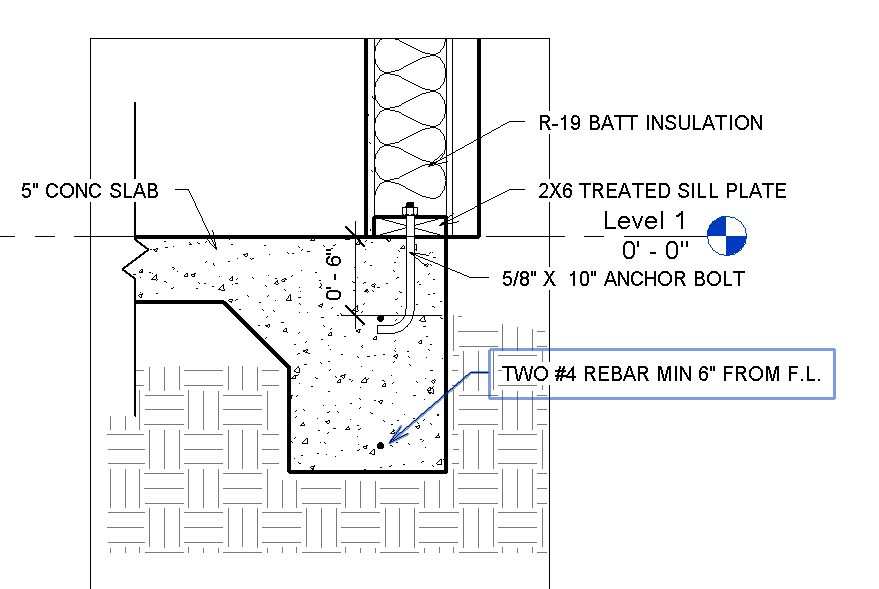 R-19 BATT INSULATION
5" CONC SLAB
2X6 TREATED SILL PLATE
Level 1
0' - 0"
0' - 6"
5/8" X 10" ANCHOR BOLT
TWO #4 REBAR MIN 6" FROM F.L.